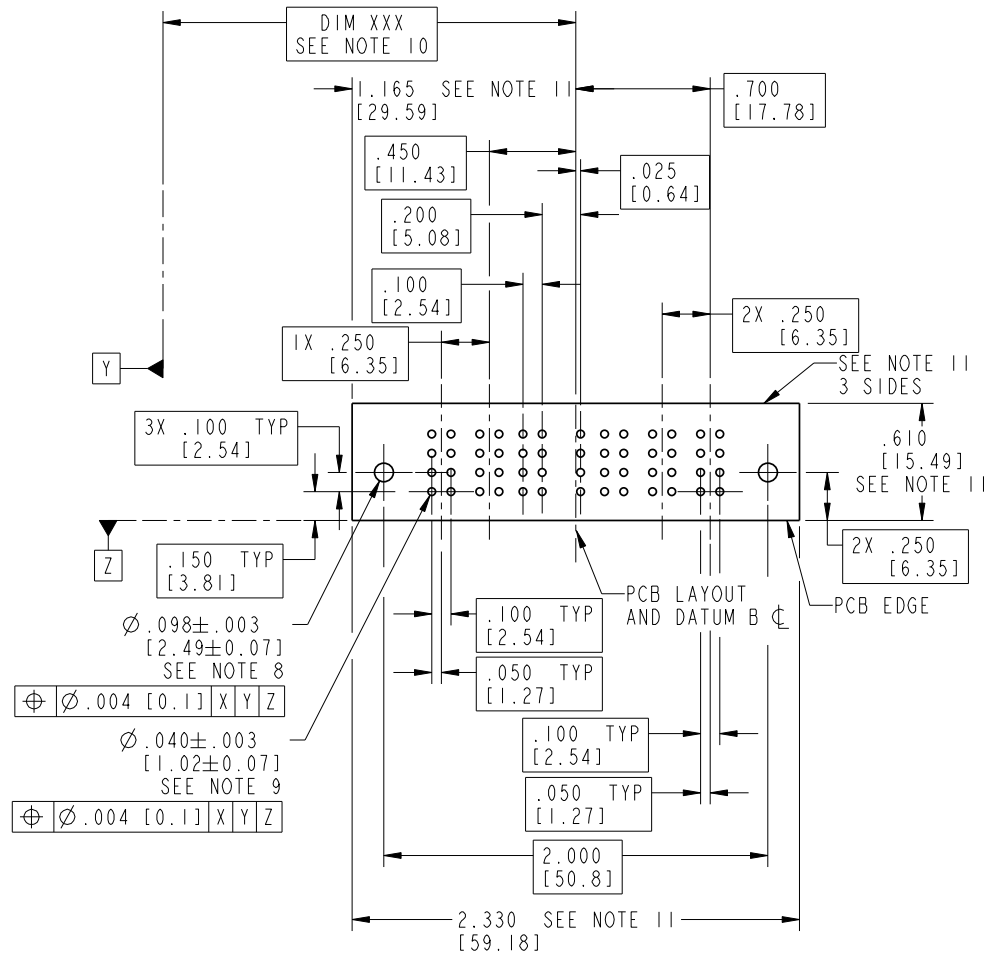 DIM XXX
SEE NOTE 10
1.165 SEE NOTE 11
[29.59]
.700
[17.78]
.450
[11.43]
.025
[0.64]
.200
[5.08]
.100
[2.54]
2X .250
[6.35]
1X .250
[6.35]
Y
SEE NOTE 11
3 SIDES
3X .100 TYP
[2.54]
.610
[15.49]
SEE NOTE 11
Z
.150 TYP
[3.81]
2X .250
[6.35]
PCB LAYOUT
AND DATUM B ℄
PCB EDGE
.100 TYP
[2.54]
Ø.098±.003
[2.49±0.07]
SEE NOTE 8
⌖ Ø.004 [0.1] X Y Z
.050 TYP
[1.27]
Ø.040±.003
[1.02±0.07]
SEE NOTE 9
⌖ Ø.004 [0.1] X Y Z
.100 TYP
[2.54]
.050 TYP
[1.27]
2.000
[50.8]
2.330 SEE NOTE 11
[59.18]